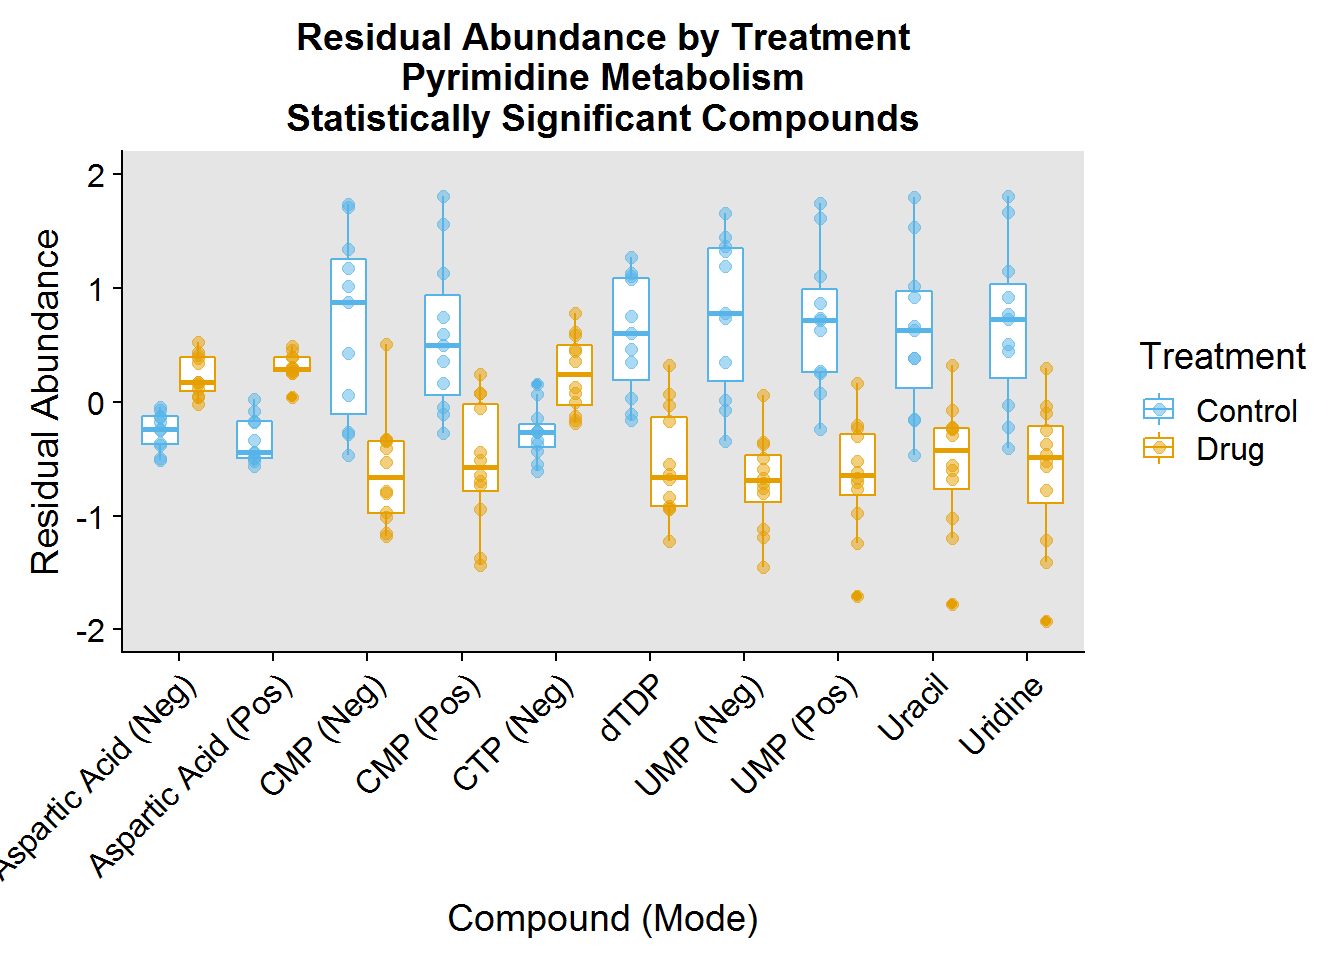 Residual Abundance by Treatment
Pyrimidine Metabolism
Statistically Significant Compounds
Residual Abundance
2
1
0
-1
-2
Aspartic Acid (Neg)
Aspartic Acid (Pos)
CMP (Neg)
CMP (Pos)
CTP (Neg)
dTDP
UMP (Neg)
UMP (Pos)
Uracil
Uridine
Compound (Mode)
Treatment
Control
Drug